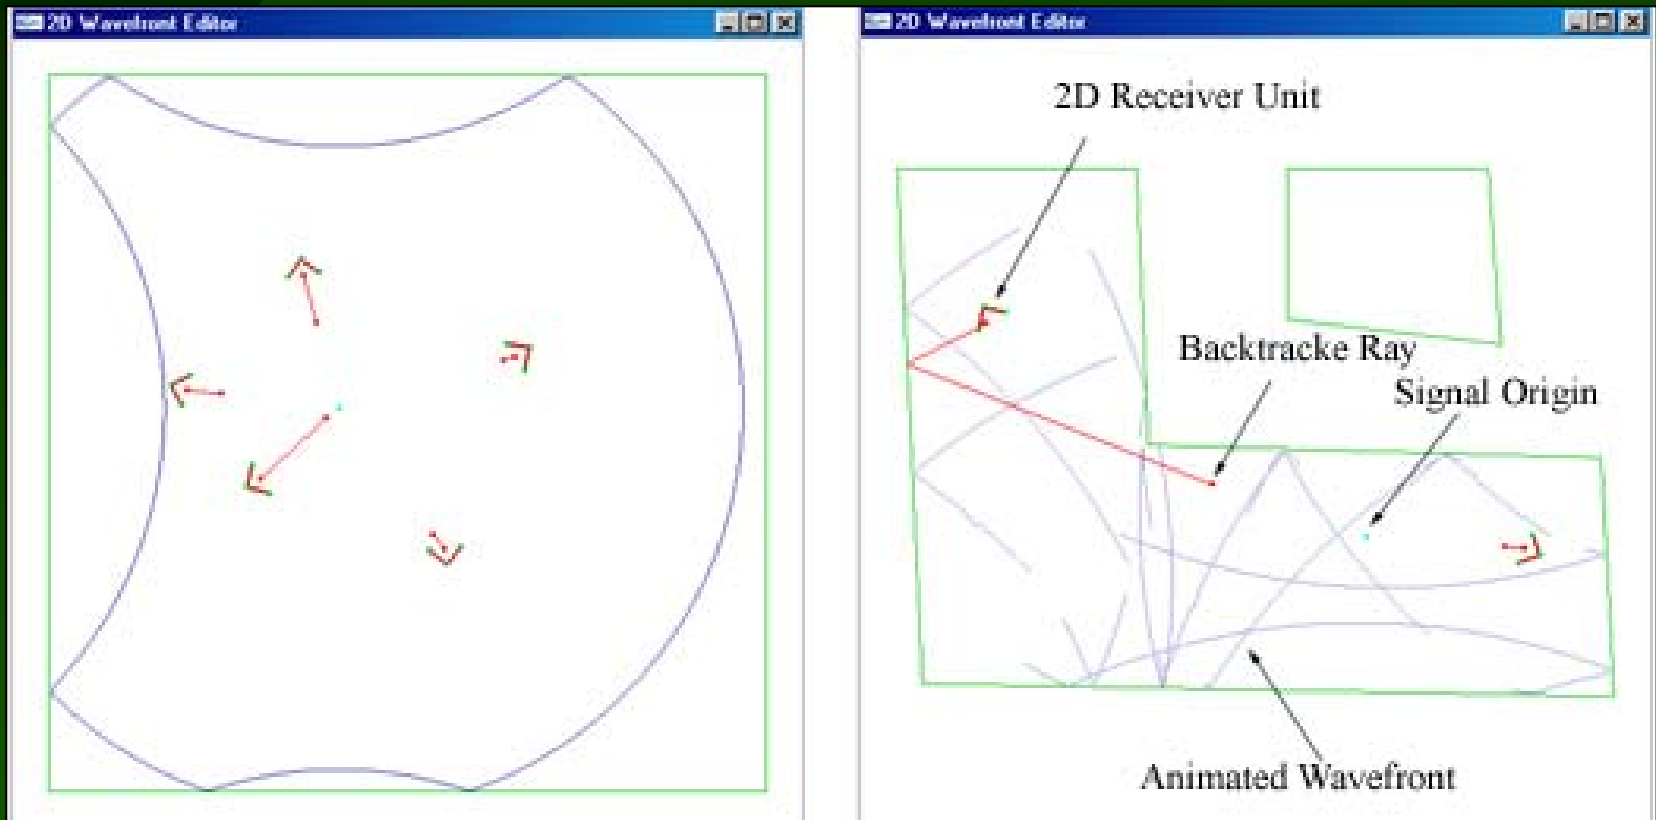 2D Wavefront Editor
2D Wavefront Editor
2D Receiver Unit
Backtracke Ray
Signal Origin
Animated Wavefront